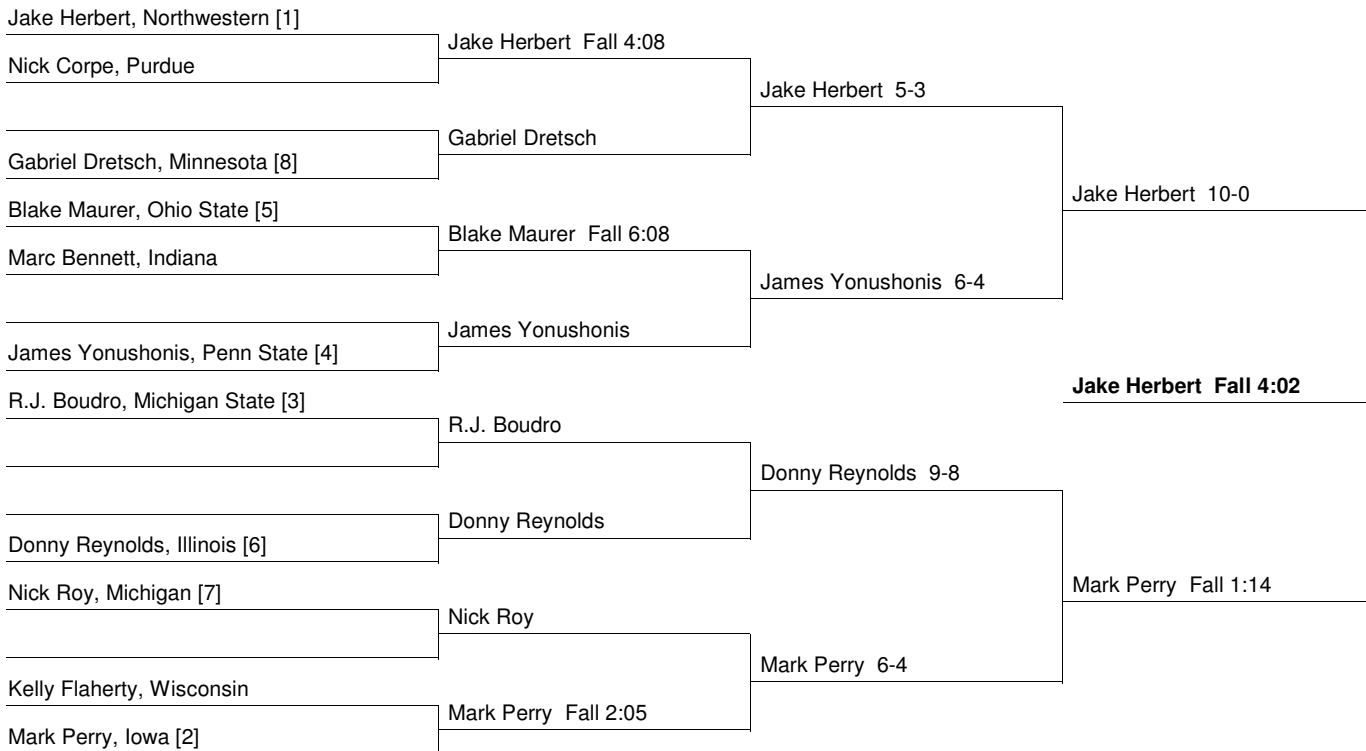 Jake Herbert, Northwestern [1]
Nick Corpe, Purdue
Gabriel Dretsch, Minnesota [8]
Blake Maurer, Ohio State [5]
Marc Bennett, Indiana
James Yonushonis, Penn State [4]
R.J. Boudro, Michigan State [3]
Donny Reynolds, Illinois [6]
Nick Roy, Michigan [7]
Kelly Flaherty, Wisconsin
Mark Perry, Iowa [2]
Jake Herbert Fall 4:08
Gabriel Dretsch
Blake Maurer Fall 6:08
James Yonushonis
R.J. Boudro
Donny Reynolds
Nick Roy
Mark Perry Fall 2:05
Jake Herbert 5-3
James Yonushonis 6-4
Donny Reynolds 9-8
Mark Perry 6-4
Jake Herbert 10-0
Mark Perry Fall 1:14
Jake Herbert Fall 4:02